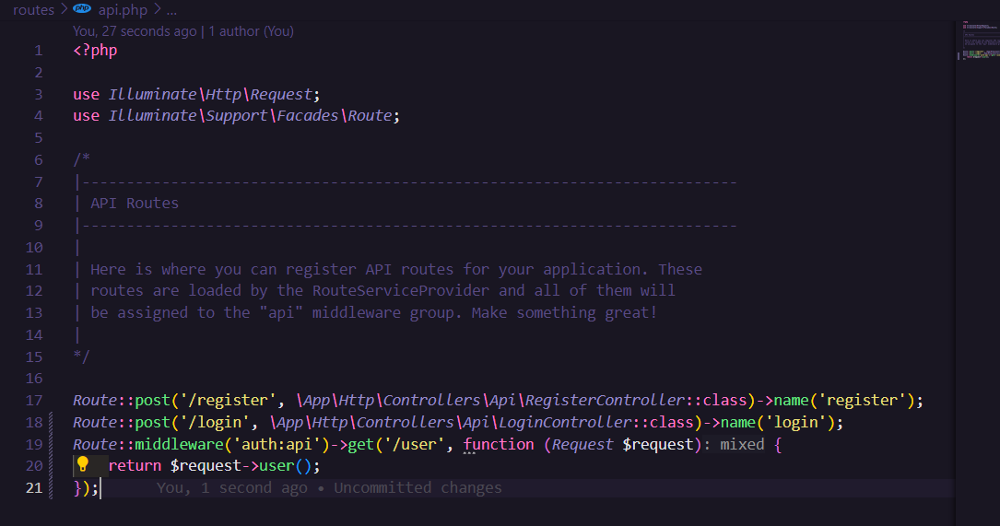 routes > php api.php > ...
You, 27 seconds ago | 1 author (You)
1 <?php
2
3 use Illuminate\Http\Request;
4 use Illuminate\Support\Facades\Route;
5
6 /*
7 |--------------------------------------------------------------------------
8 | API Routes
9 |--------------------------------------------------------------------------
10 |
11 | Here is where you can register API routes for your application. These
12 | routes are loaded by the RouteServiceProvider and all of them will
13 | be assigned to the "api" middleware group. Make something great!
14 |
15 */
16
17 Route::post('/register', \App\Http\Controllers\Api\RegisterController::class)->name('register');
18 Route::post('/login', \App\Http\Controllers\Api\LoginController::class)->name('login');
19 Route::middleware('auth:api')->get('/user', function (Request $request): mixed {
20 return $request->user();
21 }); You, 1 second ago • Uncommitted changes